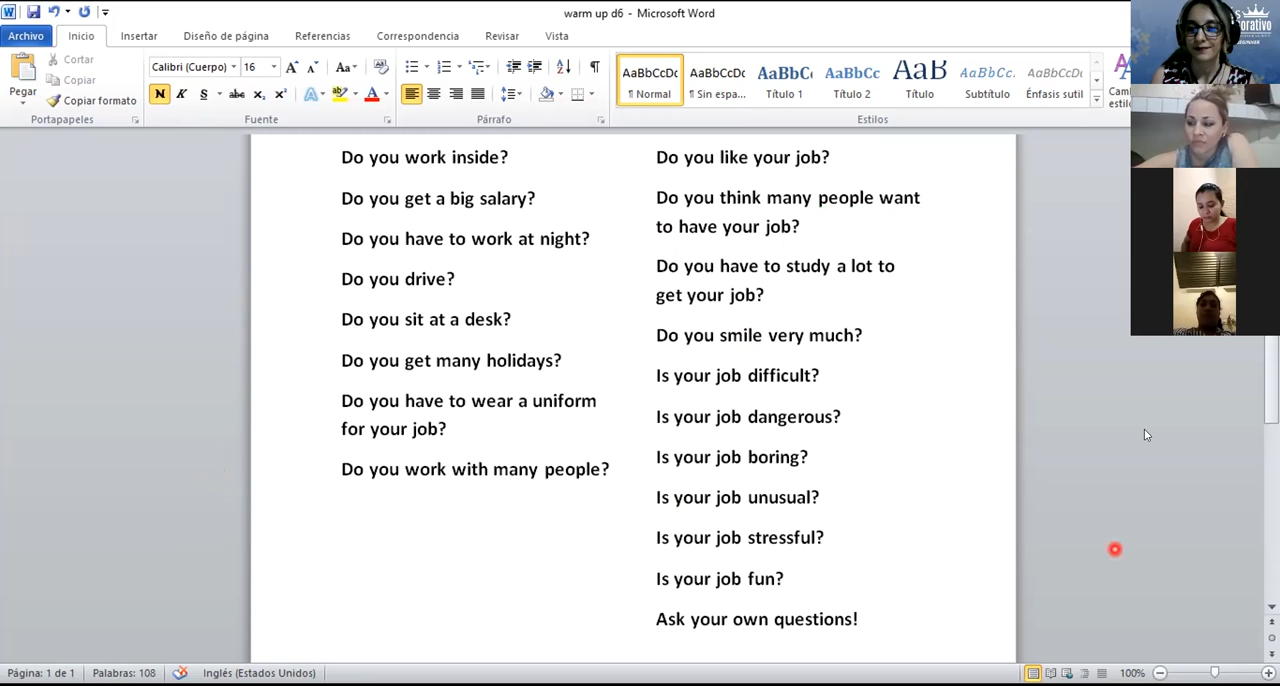 warm up d6 - Microsoft Word
Archivo
Inicio
Insertar
Diseño de página
Referencias
Correspondencia
Revisar
Vista
Pegar
Cortar
Copiar
Copiar formato
Portapapeles
Calibri (Cuerpo)
16
Fuente
Párrafo
AaBbCcDc
¶ Normal
AaBbCcDc
¶ Sin espa...
AaBbC
Título 1
AaBbCc
Título 2
AaB
Título
AaBbCc.
Subtítulo
AaBbCcDc
Énfasis sutil
Estilos
Do you work inside?
Do you get a big salary?
Do you have to work at night?
Do you drive?
Do you sit at a desk?
Do you get many holidays?
Do you have to wear a uniform
for your job?
Do you work with many people?
Do you like your job?
Do you think many people want
to have your job?
Do you have to study a lot to
get your job?
Do you smile very much?
Is your job difficult?
Is your job dangerous?
Is your job boring?
Is your job unusual?
Is your job stressful?
Is your job fun?
Ask your own questions!
Página: 1 de 1
Palabras: 108
Inglés (Estados Unidos)
100%